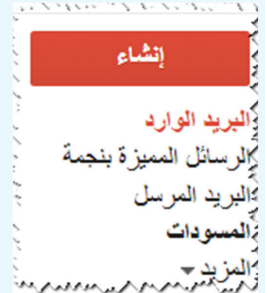 إنشاء
البريد الوارد
الرسائل المميزة بنجمة
البريد المرسل
المسودات
المزيد